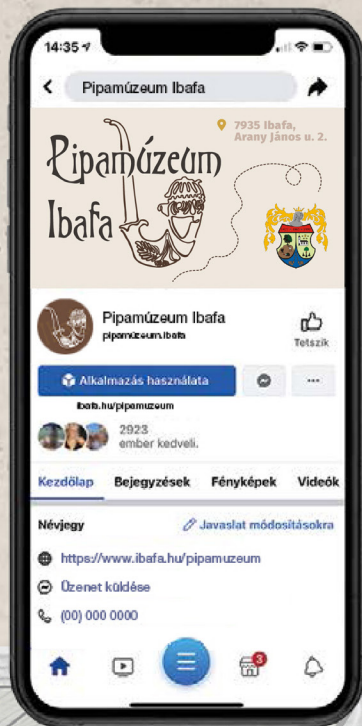 14:35
Pipamúzeum Ibafa
7935 Ibafa,
Arany János u. 2.
Pipamúzeum
Ibafa
Pipamúzeum Ibafa
pipamúzeum.ibafa
Tetszik
Alkalmazás használata
ibafa.hu/pipamuzeum
2923
ember kedveli.
Kezdőlap Bejegyzések Fényképek Videók
Névjegy Javaslat módosításokra
https://www.ibafa.hu/pipamuzeum
Üzenet küldése
(00) 000 0000
3